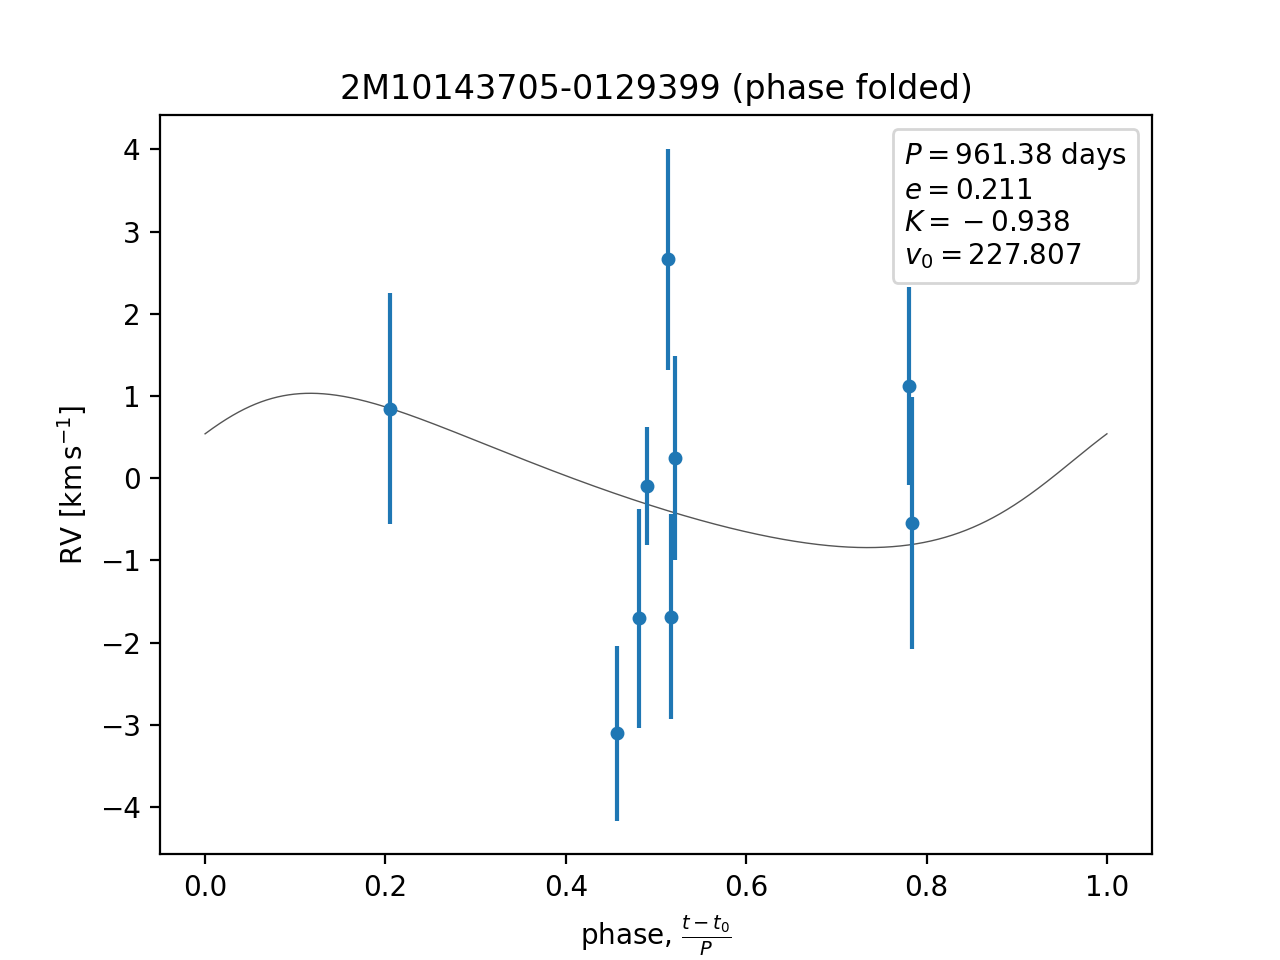 2M10143705-0129399 (phase folded)
P = 961.38 days
e = 0.211
K = −0.938
v₀ = 227.807
4
3
2
1
0
−1
−2
−3
−4
RV [km s⁻¹]
0.0 0.2 0.4 0.6 0.8 1.0
phase, (t − t₀)/P